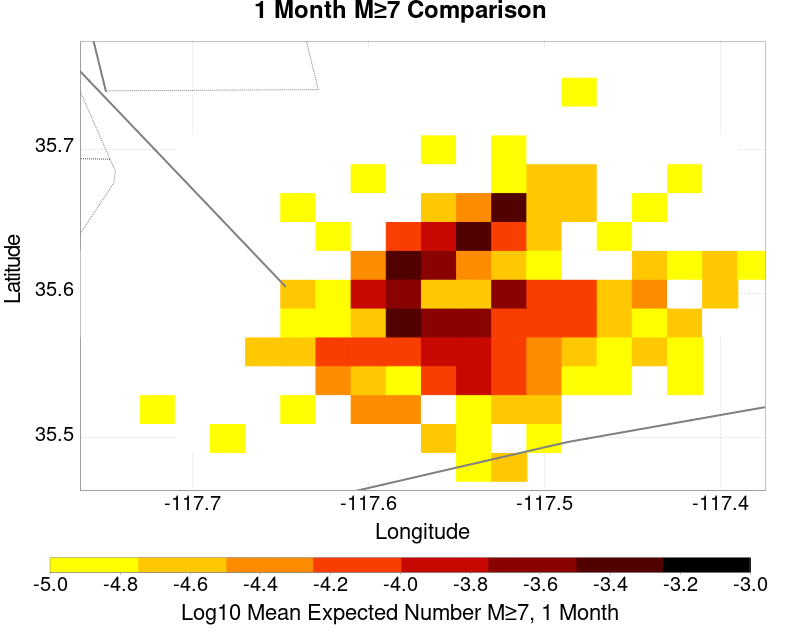 1 Month M≥7 Comparison
35.7
35.6
35.5
Latitude
-117.7 -117.6 -117.5 -117.4
Longitude
-5.0 -4.8 -4.6 -4.4 -4.2 -4.0 -3.8 -3.6 -3.4 -3.2 -3.0
Log10 Mean Expected Number M≥7, 1 Month